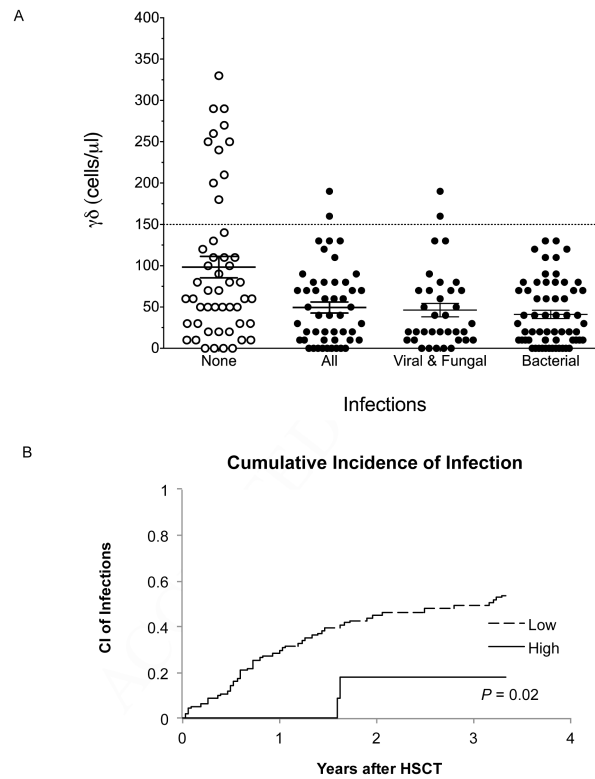 A
400
350
300
250
200
150
100
50
0
γδ (cells/μl)
None All Viral & Fungal Bacterial
Infections
B
Cumulative Incidence of Infection
1
0.8
0.6
0.4
0.2
0
CI of Infections
Low
High
P = 0.02
0 1 2 3 4
Years after HSCT